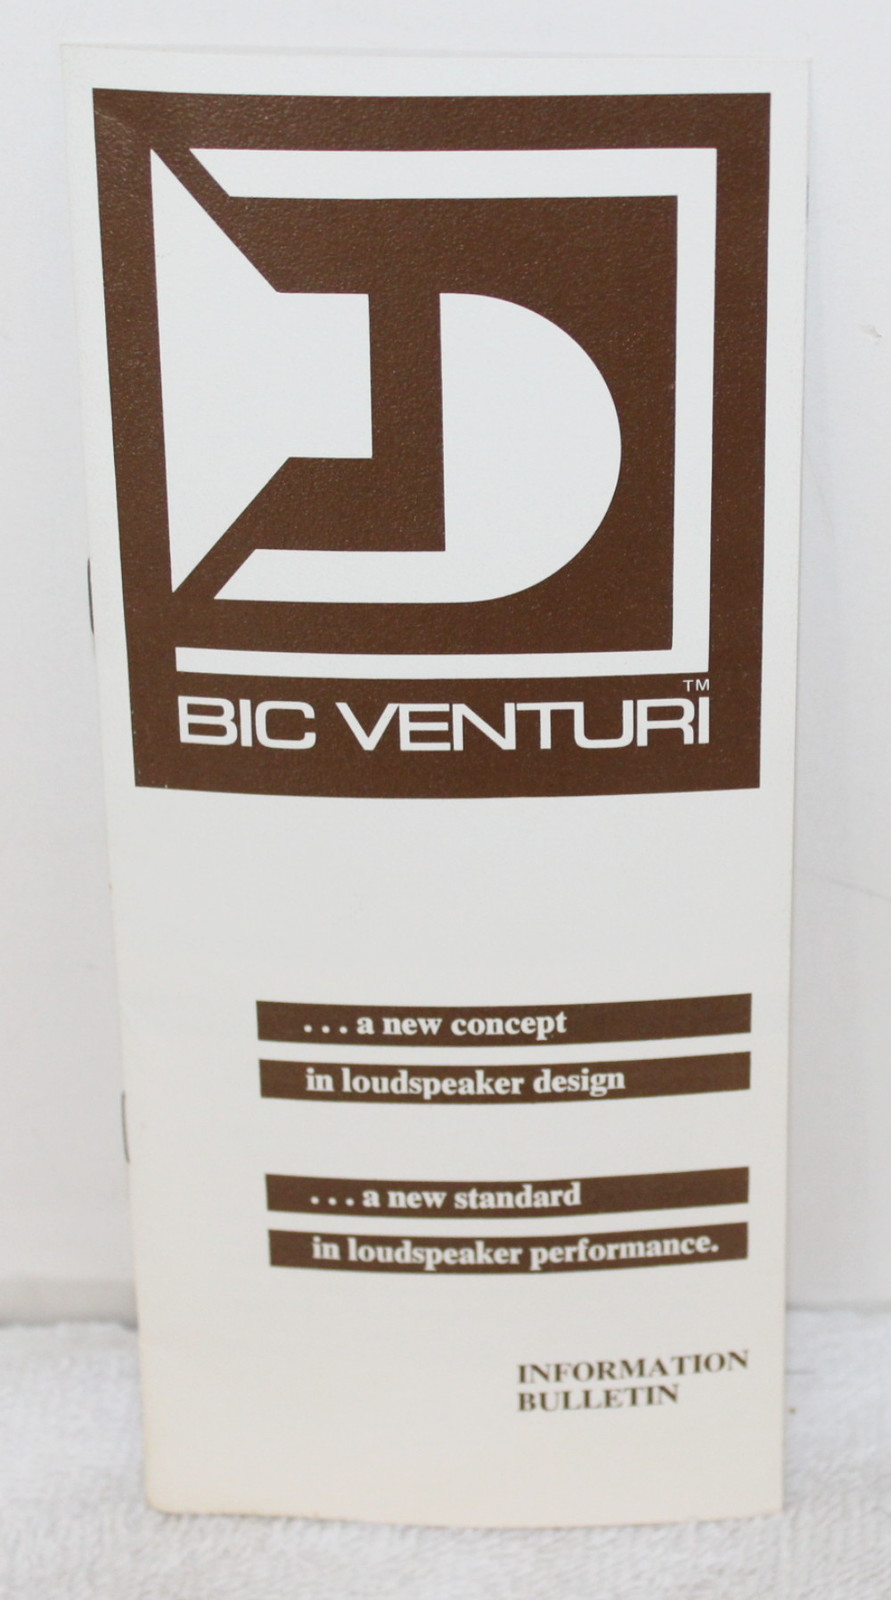 BIC VENTURI™
...a new concept
in loudspeaker design
...a new standard
in loudspeaker performance.
INFORMATION
BULLETIN